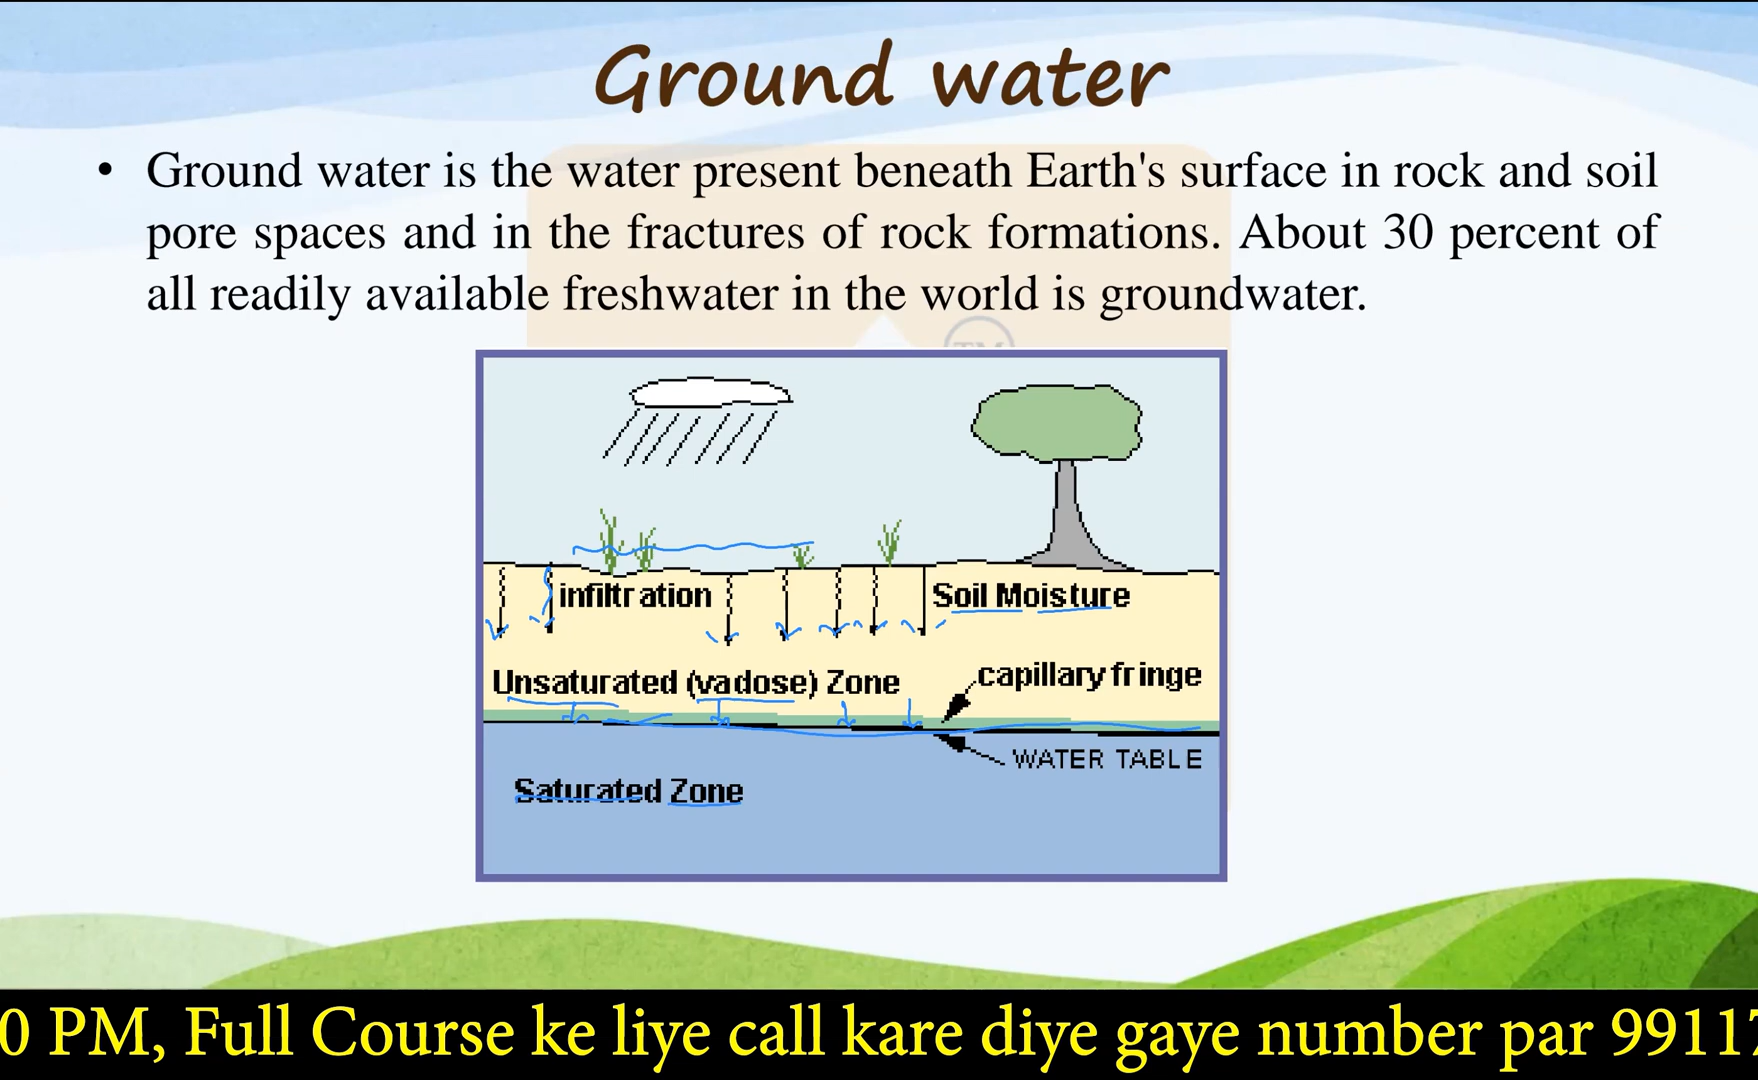 Ground water
• Ground water is the water present beneath Earth's surface in rock and soil
pore spaces and in the fractures of rock formations. About 30 percent of
all readily available freshwater in the world is groundwater.
TM
infiltration
Soil Moisture
Unsaturated (vadose) Zone
capillary fringe
WATER TABLE
Saturated Zone
0 PM, Full Course ke liye call kare diye gaye number par 99117